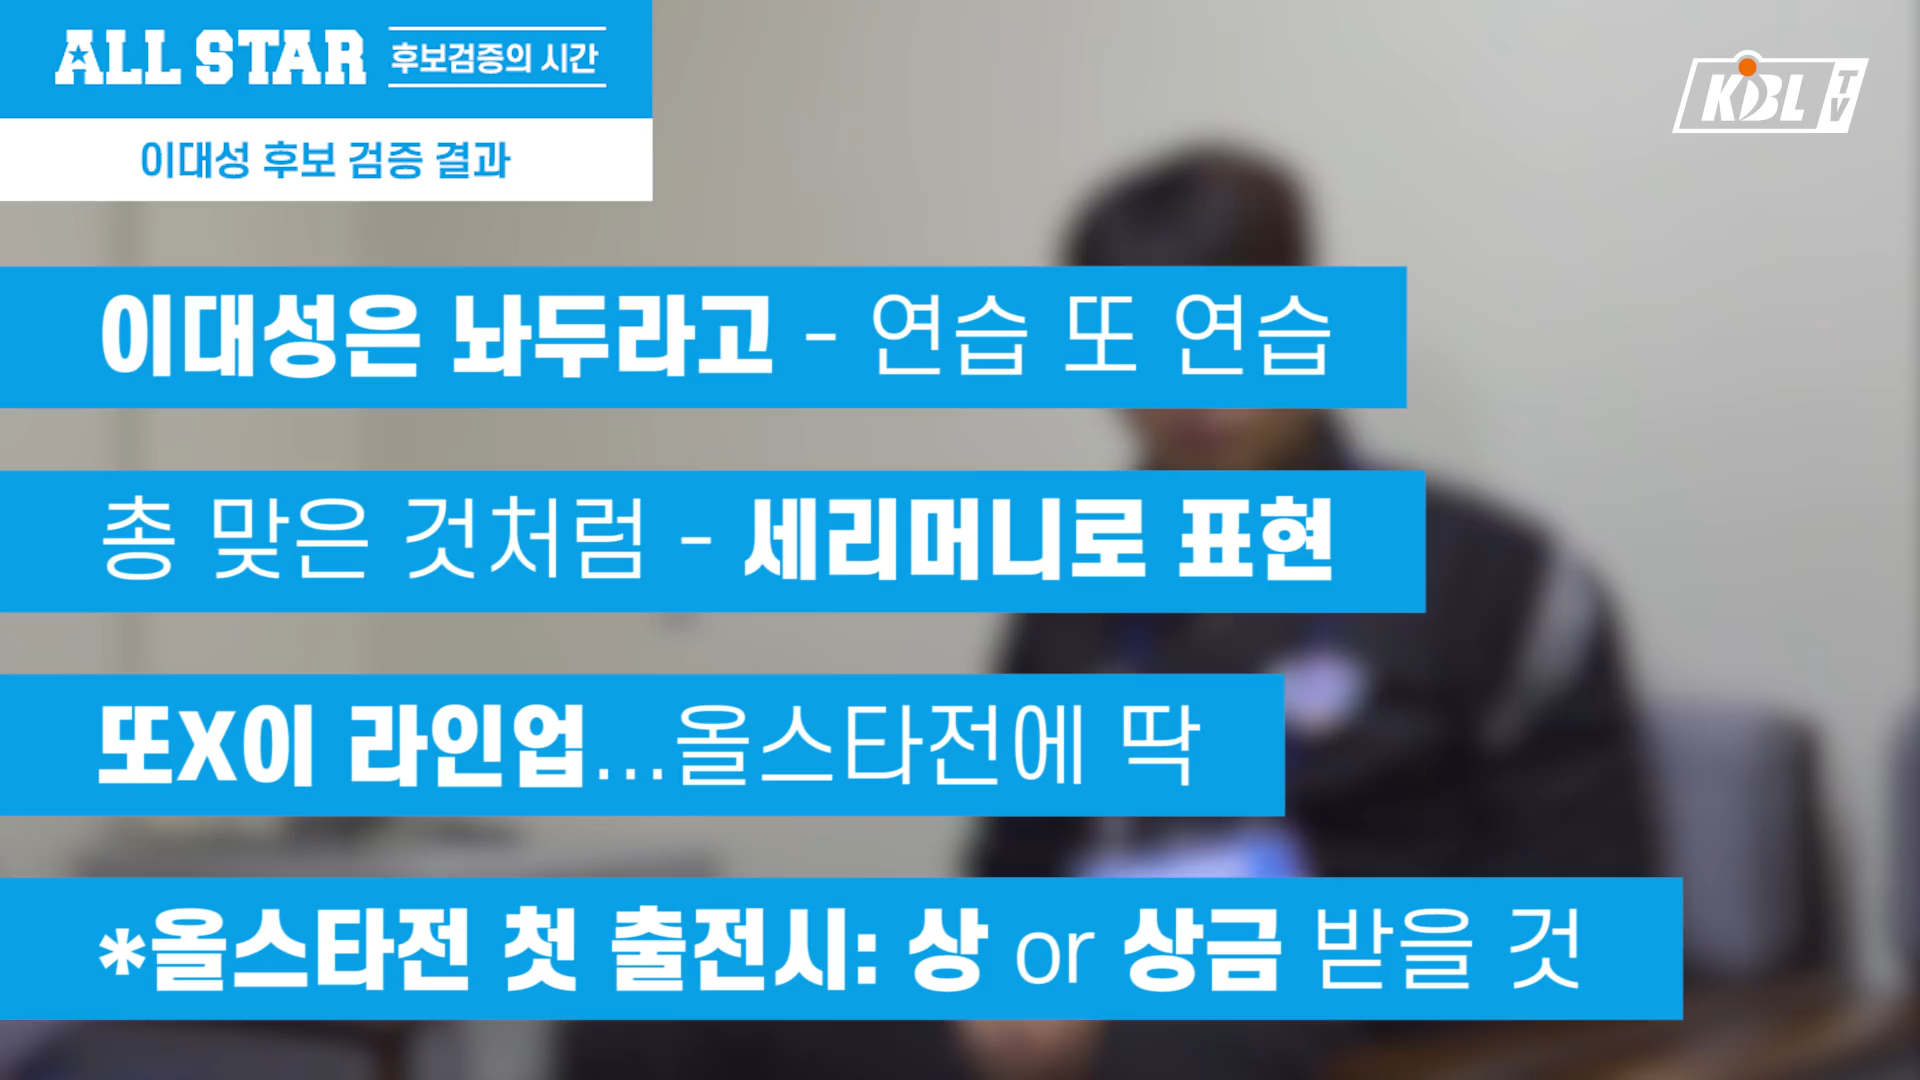 ALL STAR 후보검증의 시간
KBL TV
이대성 후보 검증 결과
이대성은 놔두라고 - 연습 또 연습
총 맞은 것처럼 - 세리머니로 표현
또X이 라인업...올스타전에 딱
*올스타전 첫 출전시: 상 or 상금 받을 것